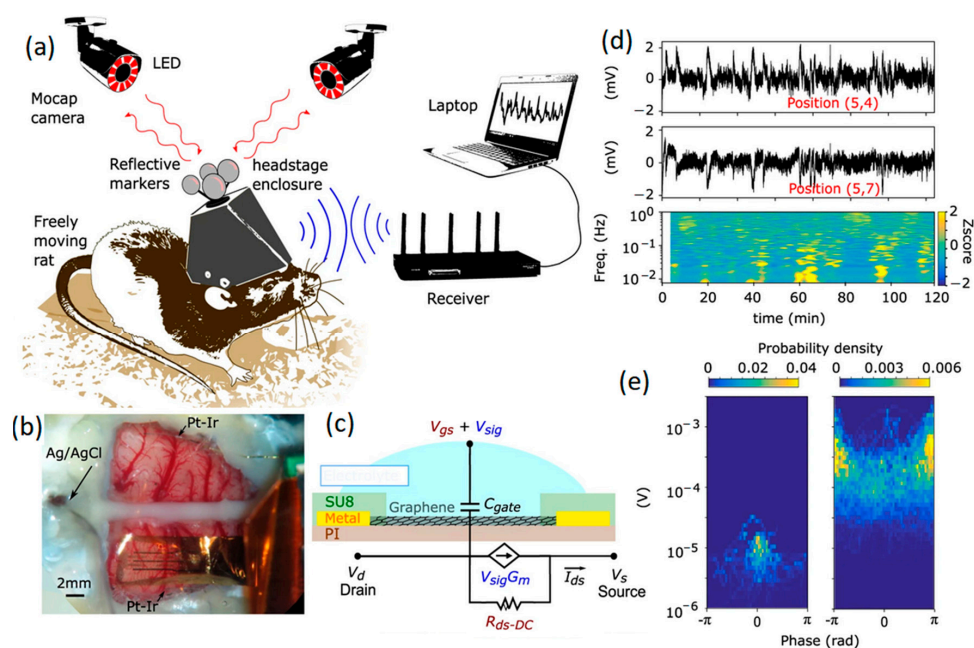 (a)
LED
Mocap
camera
Reflective
markers
headstage
enclosure
Freely
moving
rat
Laptop
Receiver
(b)
Pt-Ir
Ag/AgCl
2mm
Pt-Ir
(c)
Vgs + Vsig
SU8
Graphene
Cgate
Metal
PI
Vd
Drain
VsigGm
Ids
Vs
Source
Rds-DC
(d)
2
0
-2
(mV)
Position (5,4)
2
0
-2
(mV)
Position (5,7)
Freq. (Hz)
10⁰
10⁻¹
10⁻²
2
0
-2
Zscore
0 20 40 60 80 100 120
time (min)
(e)
Probability density
0 0.02 0.04
0 0.003 0.006
(V)
10⁻³
10⁻⁴
10⁻⁵
10⁻⁶
-π 0 π
-π 0 π
Phase (rad)